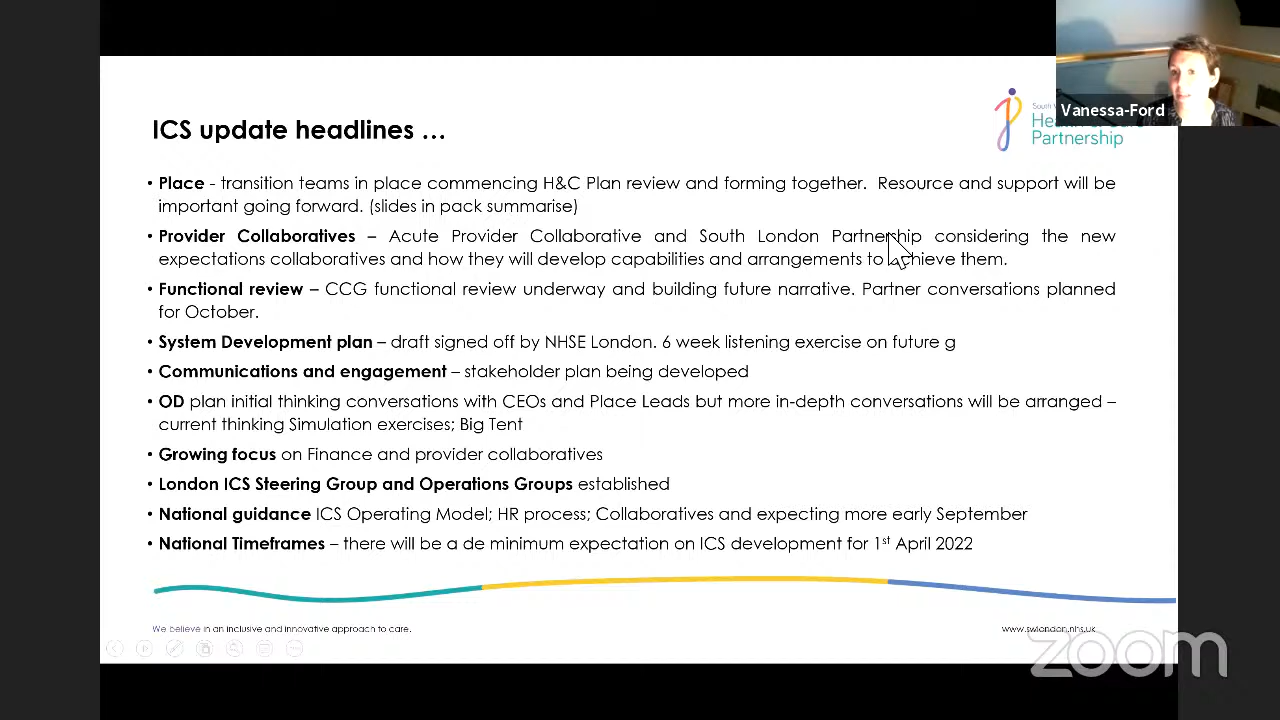 Vanessa-Ford
South
Partnership
ICS update headlines …
• Place - transition teams in place commencing H&C Plan review and forming together. Resource and support will be
important going forward. (slides in pack summarise)
• Provider Collaboratives – Acute Provider Collaborative and South London Partnership considering the new
expectations collaboratives and how they will develop capabilities and arrangements to achieve them.
• Functional review – CCG functional review underway and building future narrative. Partner conversations planned
for October.
• System Development plan – draft signed off by NHSE London. 6 week listening exercise on future g
• Communications and engagement – stakeholder plan being developed
• OD plan initial thinking conversations with CEOs and Place Leads but more in-depth conversations will be arranged –
current thinking Simulation exercises; Big Tent
• Growing focus on Finance and provider collaboratives
• London ICS Steering Group and Operations Groups established
• National guidance ICS Operating Model; HR process; Collaboratives and expecting more early September
• National Timeframes – there will be a de minimum expectation on ICS development for 1st April 2022
We believe in an inclusive and innovative approach to care.
www.swlondon.nhs.uk
zoom